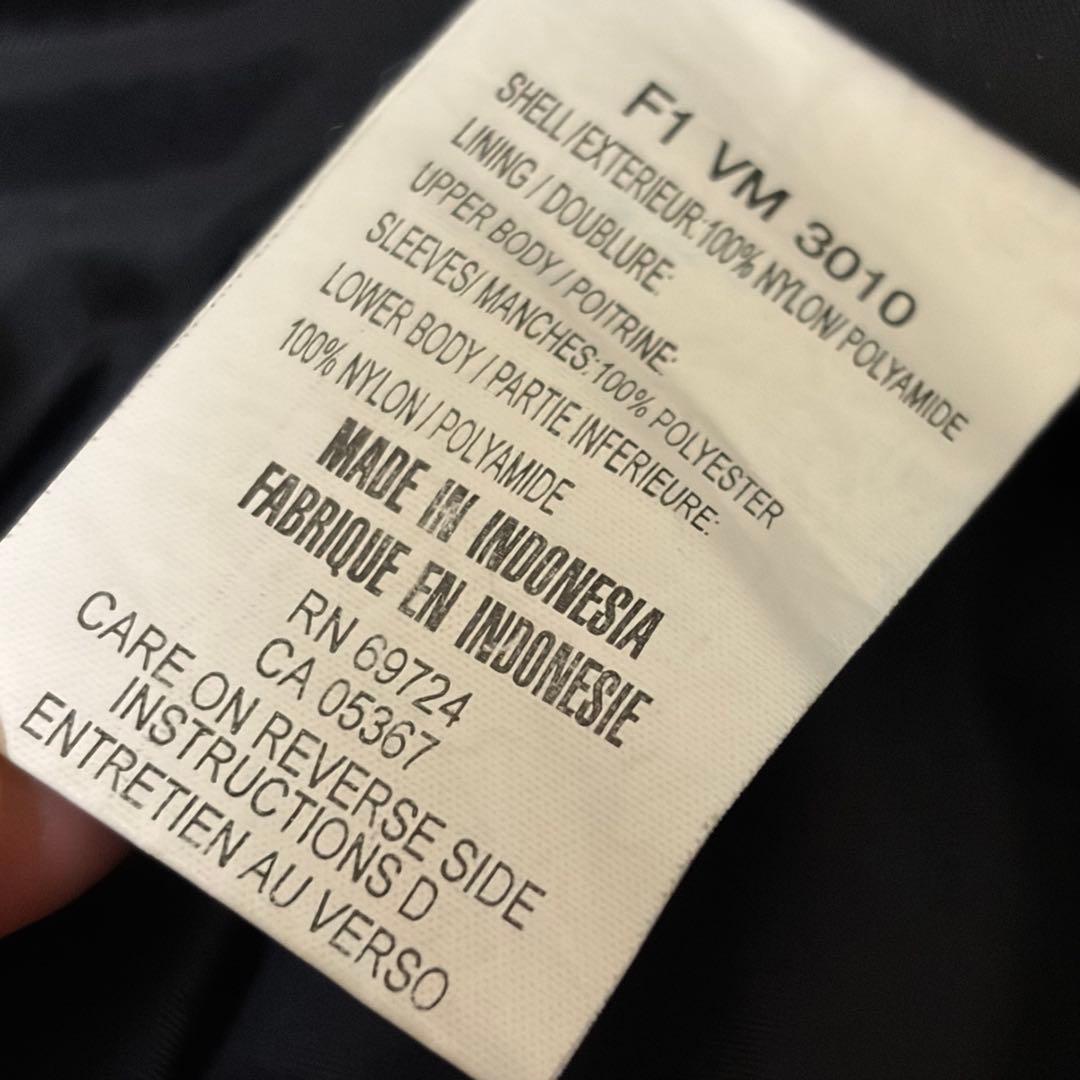 F1 VM 3010
SHELL/EXTERIEUR:100% NYLON/ POLYAMIDE
LINING / DOUBLURE:
UPPER BODY / POITRINE:
SLEEVES/ MANCHES:100% POLYESTER
LOWER BODY / PARTIE INFERIEURE:
100% NYLON / POLYAMIDE
MADE IN INDONESIA
FABRIQUE EN INDONESIE
RN 69724
CA 05367
CARE ON REVERSE SIDE
INSTRUCTIONS D
ENTRETIEN AU VERSO